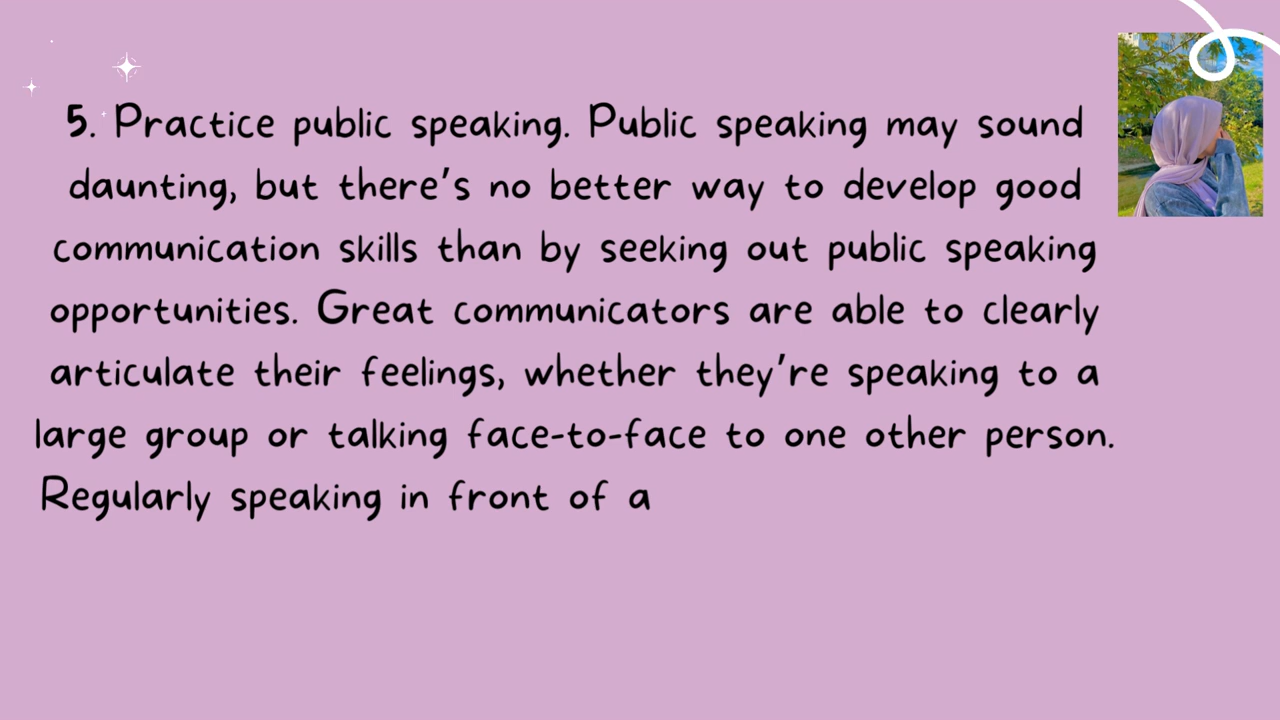 5. Practice public speaking. Public speaking may sound
daunting, but there's no better way to develop good
communication skills than by seeking out public speaking
opportunities. Great communicators are able to clearly
articulate their feelings, whether they're speaking to a
large group or talking face-to-face to one other person.
Regularly speaking in front of a